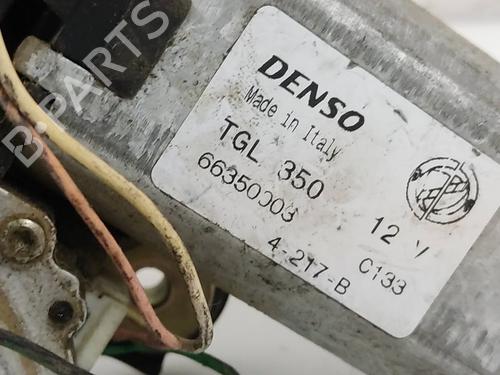 B-PARTS
DENSO
Made in Italy
TGL 350
66350003
12 V
4.217-B
C133